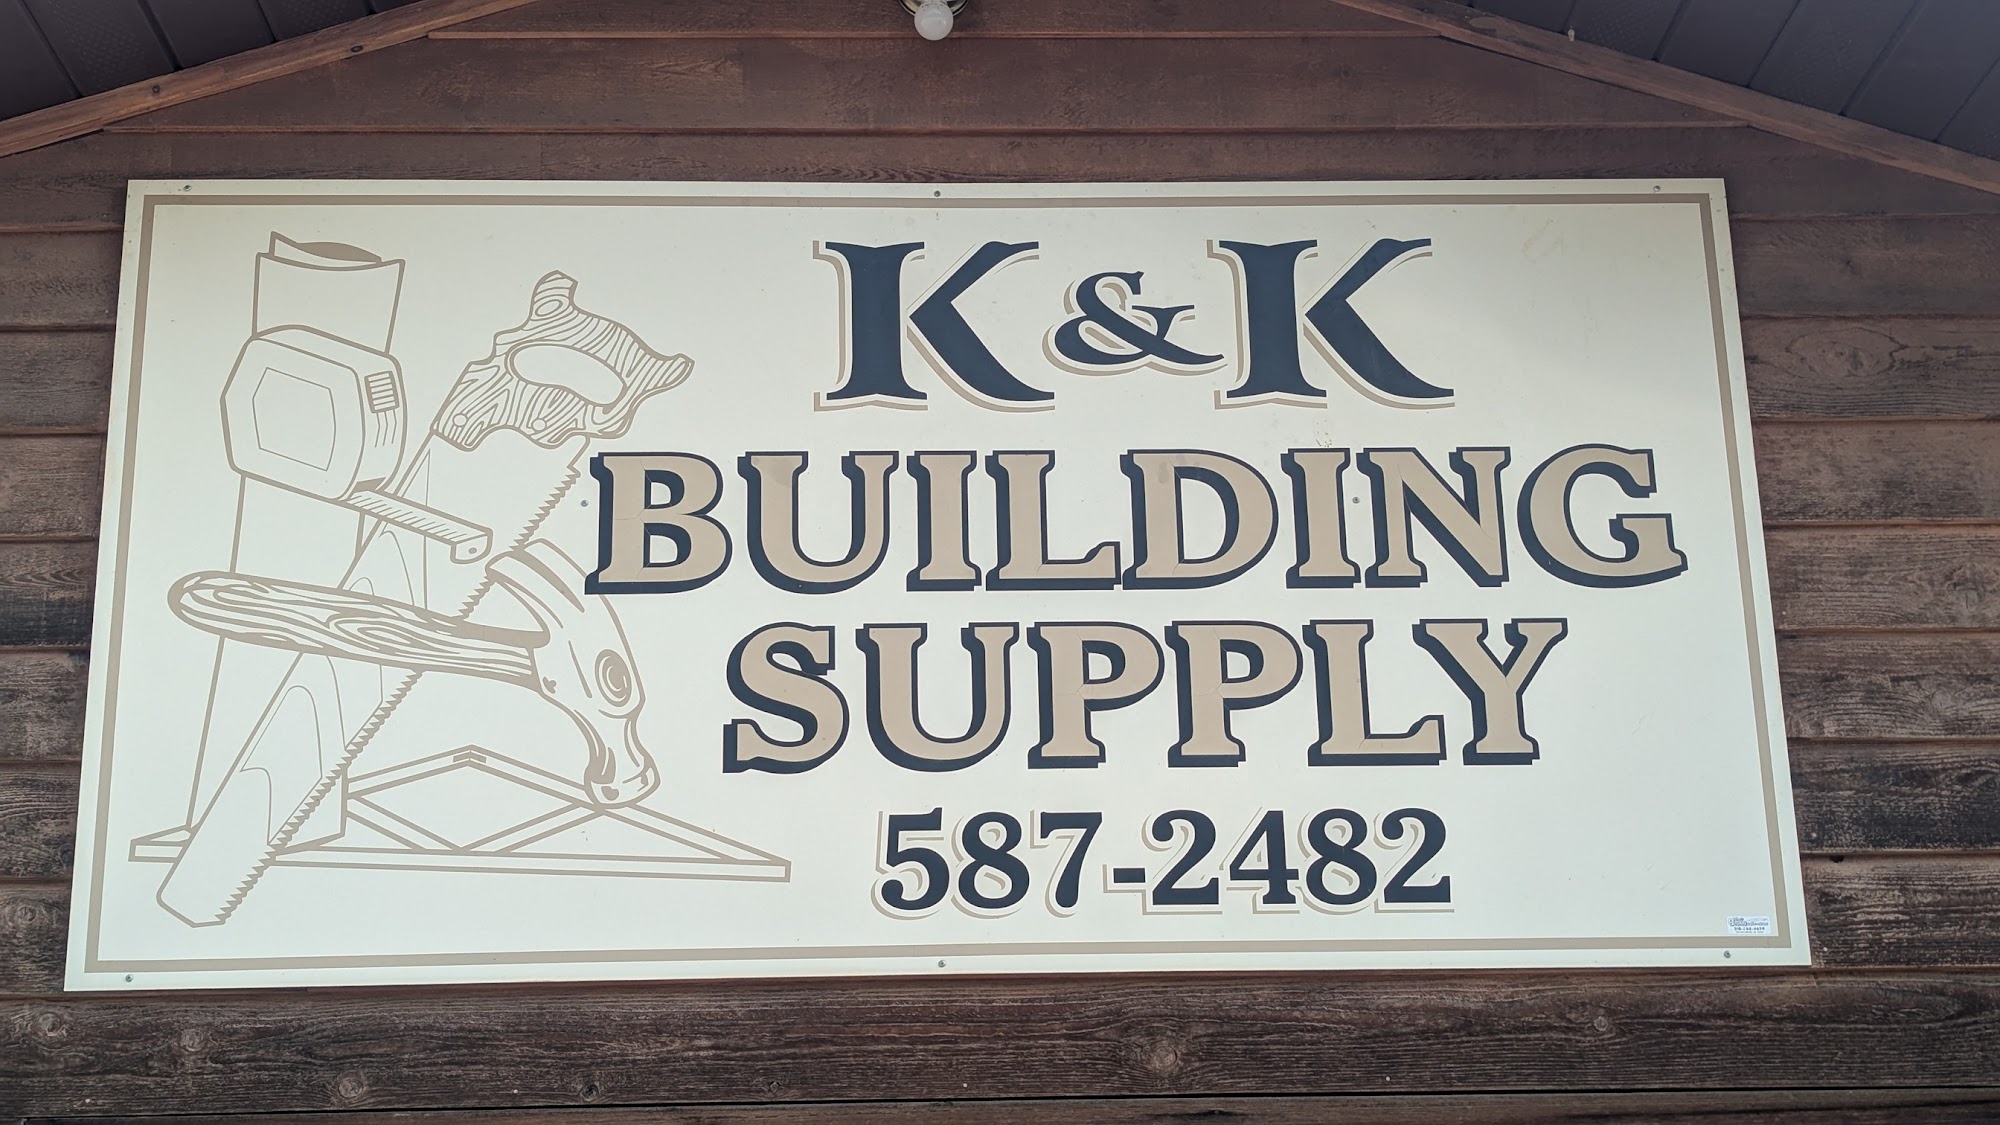 K & K
BUILDING
SUPPLY
587-2482